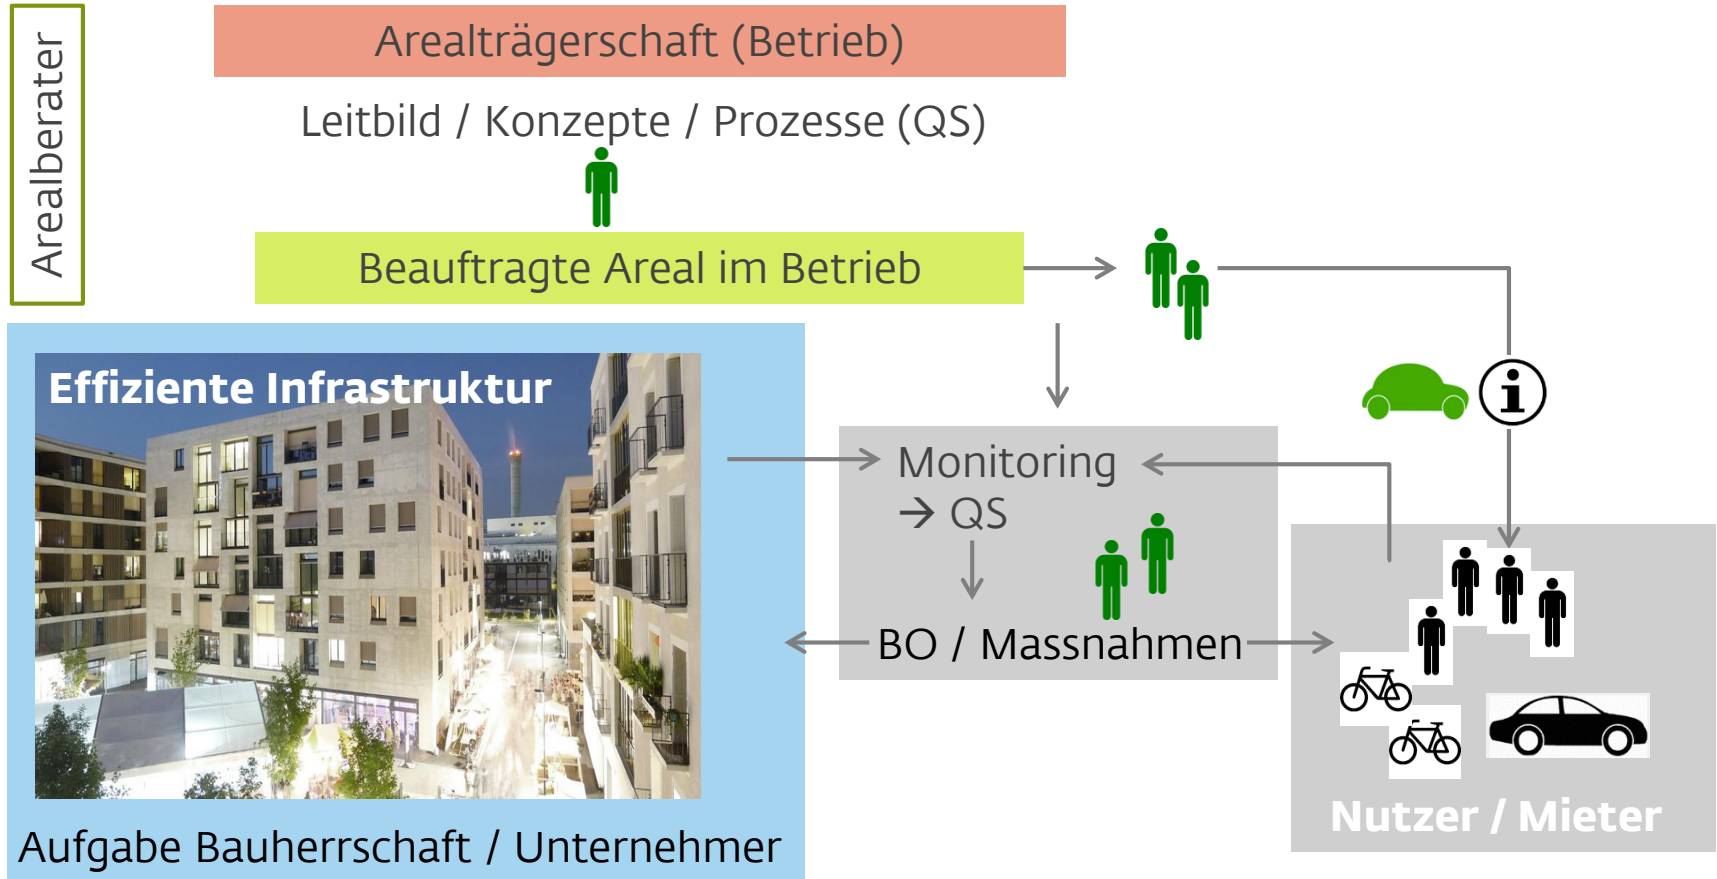 Arealberater
Arealträgerschaft (Betrieb)
Leitbild / Konzepte / Prozesse (QS)
Beauftragte Areal im Betrieb
Effiziente Infrastruktur
i
Monitoring
→ QS
BO / Massnahmen
Nutzer / Mieter
Aufgabe Bauherrschaft / Unternehmer